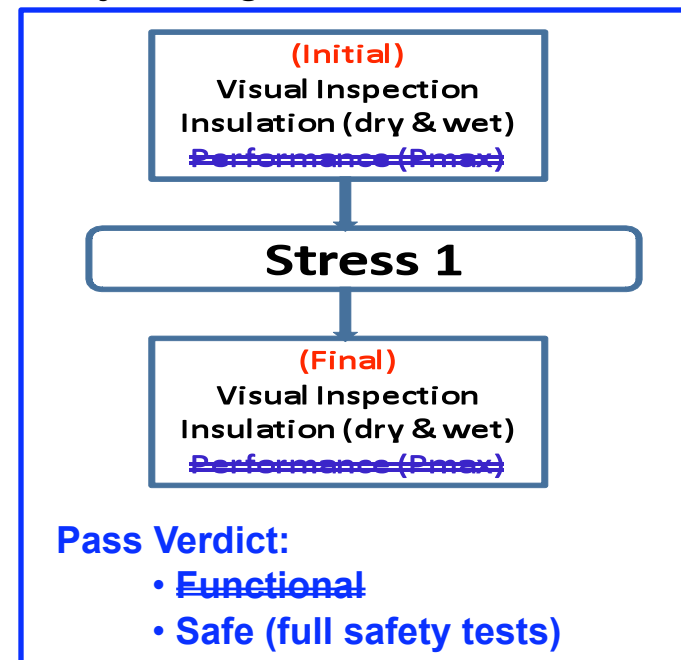 (Initial)
Visual Inspection
Insulation (dry & wet)
Performance (Pmax)
Stress 1
(Final)
Visual Inspection
Insulation (dry & wet)
Performance (Pmax)
Pass Verdict:
• Functional
• Safe (full safety tests)